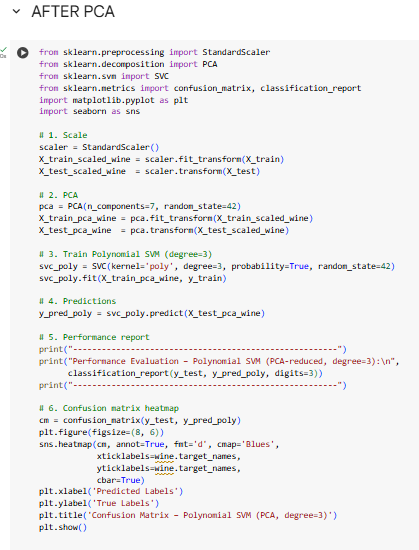 AFTER PCA
0s
from sklearn.preprocessing import StandardScaler
from sklearn.decomposition import PCA
from sklearn.svm import SVC
from sklearn.metrics import confusion_matrix, classification_report
import matplotlib.pyplot as plt
import seaborn as sns
# 1. Scale
scaler = StandardScaler()
X_train_scaled_wine = scaler.fit_transform(X_train)
X_test_scaled_wine  = scaler.transform(X_test)
# 2. PCA
pca = PCA(n_components=7, random_state=42)
X_train_pca_wine = pca.fit_transform(X_train_scaled_wine)
X_test_pca_wine  = pca.transform(X_test_scaled_wine)
# 3. Train Polynomial SVM (degree=3)
svc_poly = SVC(kernel='poly', degree=3, probability=True, random_state=42)
svc_poly.fit(X_train_pca_wine, y_train)
# 4. Predictions
y_pred_poly = svc_poly.predict(X_test_pca_wine)
# 5. Performance report
print("-----------------------------------------------------")
print("Performance Evaluation – Polynomial SVM (PCA-reduced, degree=3):\n",
      classification_report(y_test, y_pred_poly, digits=3))
print("-----------------------------------------------------")
# 6. Confusion matrix heatmap
cm = confusion_matrix(y_test, y_pred_poly)
plt.figure(figsize=(8, 6))
sns.heatmap(cm, annot=True, fmt='d', cmap='Blues',
            xticklabels=wine.target_names,
            yticklabels=wine.target_names,
            cbar=True)
plt.xlabel('Predicted Labels')
plt.ylabel('True Labels')
plt.title('Confusion Matrix – Polynomial SVM (PCA, degree=3)')
plt.show()